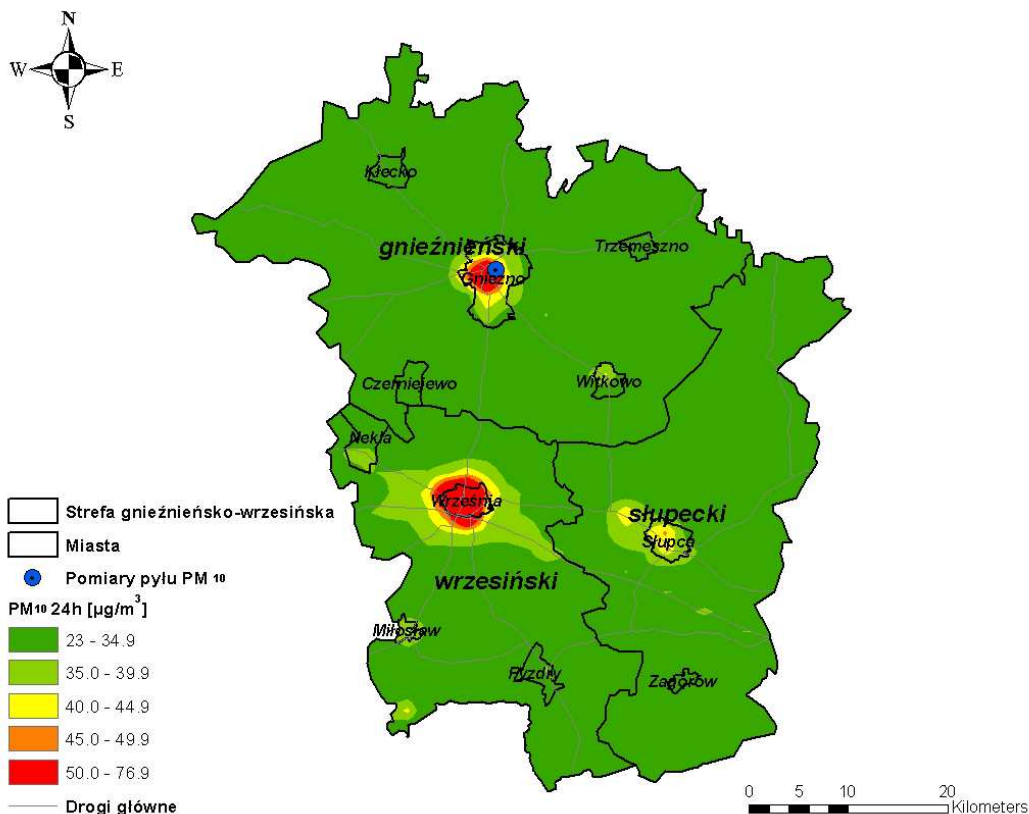 N
W E
S
Kłecko
gnieźnieński
Trzemeszno
Gniezno
Czerniejewo
Witkowo
Nekla
Września
słupecki
Słupca
wrzesiński
Miłosław
Pyzdry
Zagórów
Strefa gnieźnieńsko-wrzesińska
Miasta
Pomiary pyłu PM 10
PM10 24h [µg/m³]
23 - 34.9
35.0 - 39.9
40.0 - 44.9
45.0 - 49.9
50.0 - 76.9
Drogi główne
0 5 10 20
Kilometers